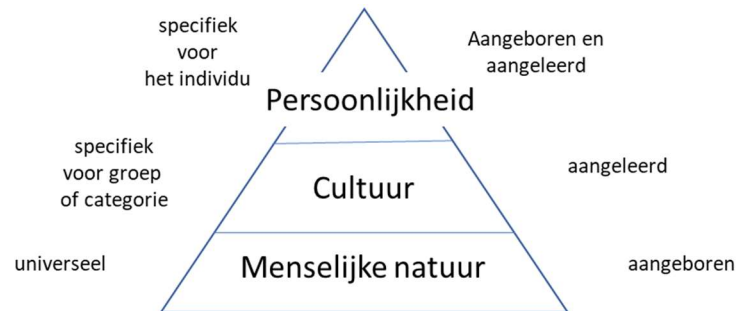 specifiek
voor
het individu
Aangeboren en
aangeleerd
Persoonlijkheid
specifiek
voor groep
of categorie
Cultuur
aangeleerd
universeel
Menselijke natuur
aangeboren